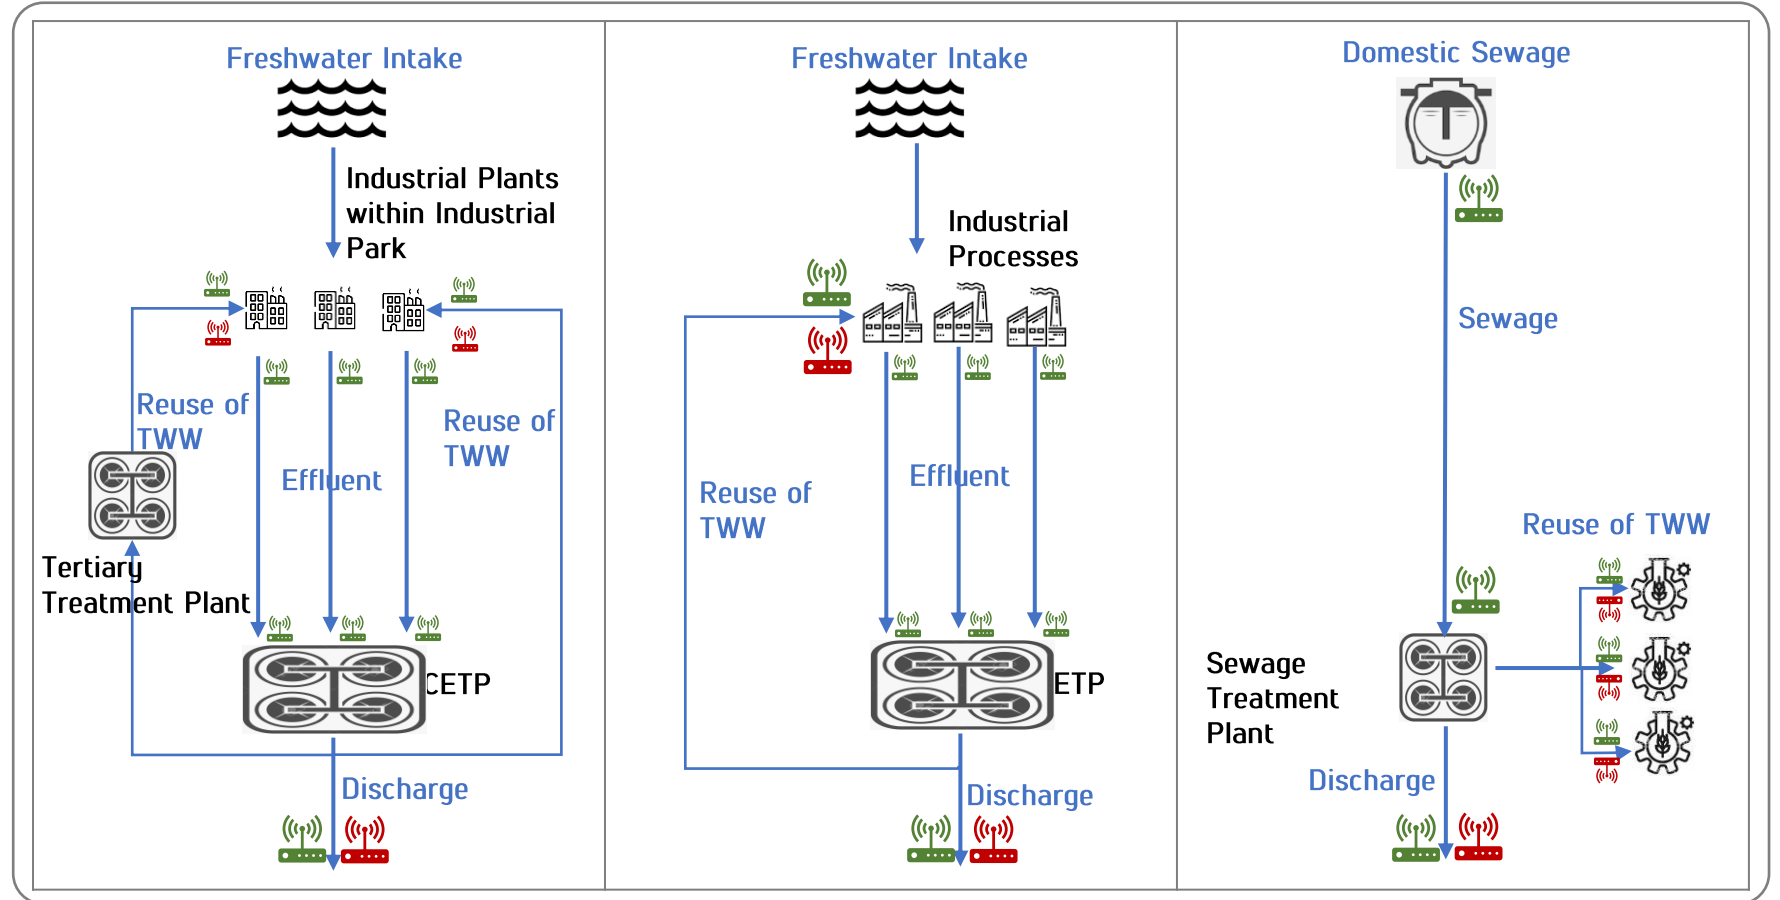 Freshwater Intake
Industrial Plants
within Industrial
Park
Reuse of
TWW
Reuse of
TWW
Effluent
Tertiary
Treatment Plant
CETP
Discharge
Freshwater Intake
Industrial
Processes
Reuse of
TWW
Effluent
ETP
Discharge
Domestic Sewage
Sewage
Reuse of TWW
Sewage
Treatment
Plant
Discharge